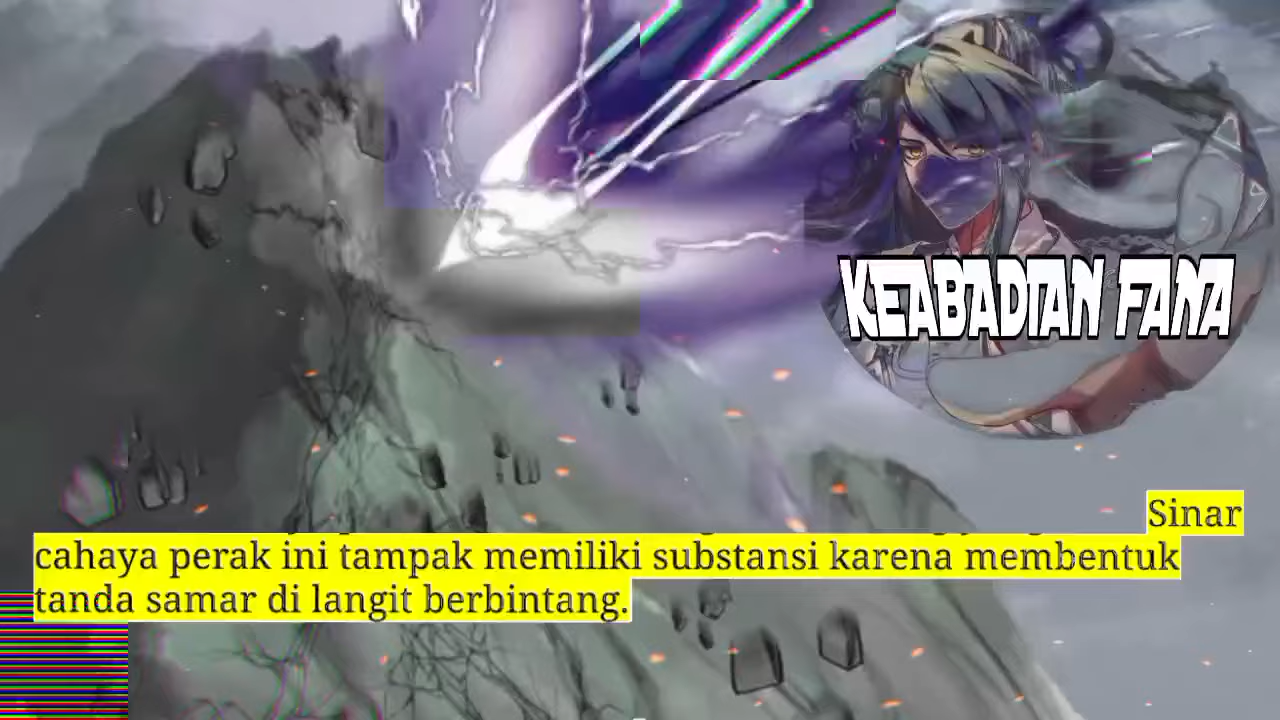 KEABADIAN FANA
Sinar
cahaya perak ini tampak memiliki substansi karena membentuk
tanda samar di langit berbintang.